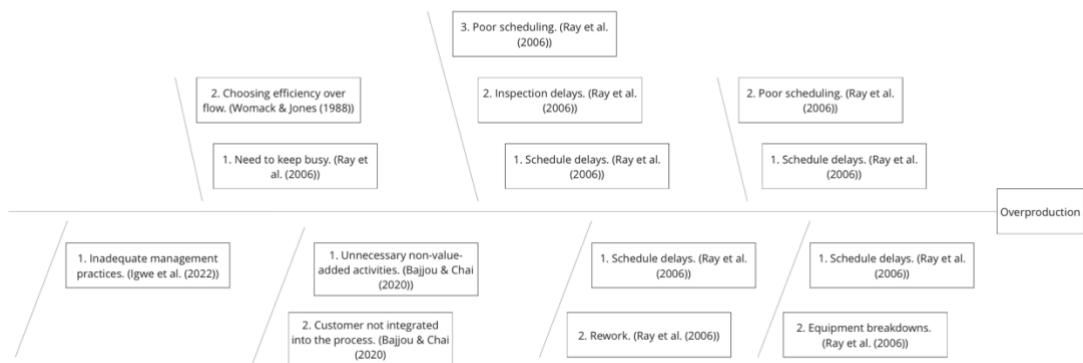 3. Poor scheduling. (Ray et al.
(2006))
2. Choosing efficiency over
flow. (Womack & Jones (1988))
2. Inspection delays. (Ray et al.
(2006))
2. Poor scheduling. (Ray et al.
(2006))
1. Need to keep busy. (Ray et
al. (2006))
1. Schedule delays. (Ray et al.
(2006))
1. Schedule delays. (Ray et al.
(2006))
Overproduction
1. Inadequate management
practices. (Igwe et al. (2022))
1. Unnecessary non-value-
added activities. (Bajjou & Chai
(2020))
1. Schedule delays. (Ray et al.
(2006))
1. Schedule delays. (Ray et al.
(2006))
2. Customer not integrated
into the process. (Bajjou & Chai
(2020)
2. Rework. (Ray et al. (2006))
2. Equipment breakdowns.
(Ray et al. (2006))